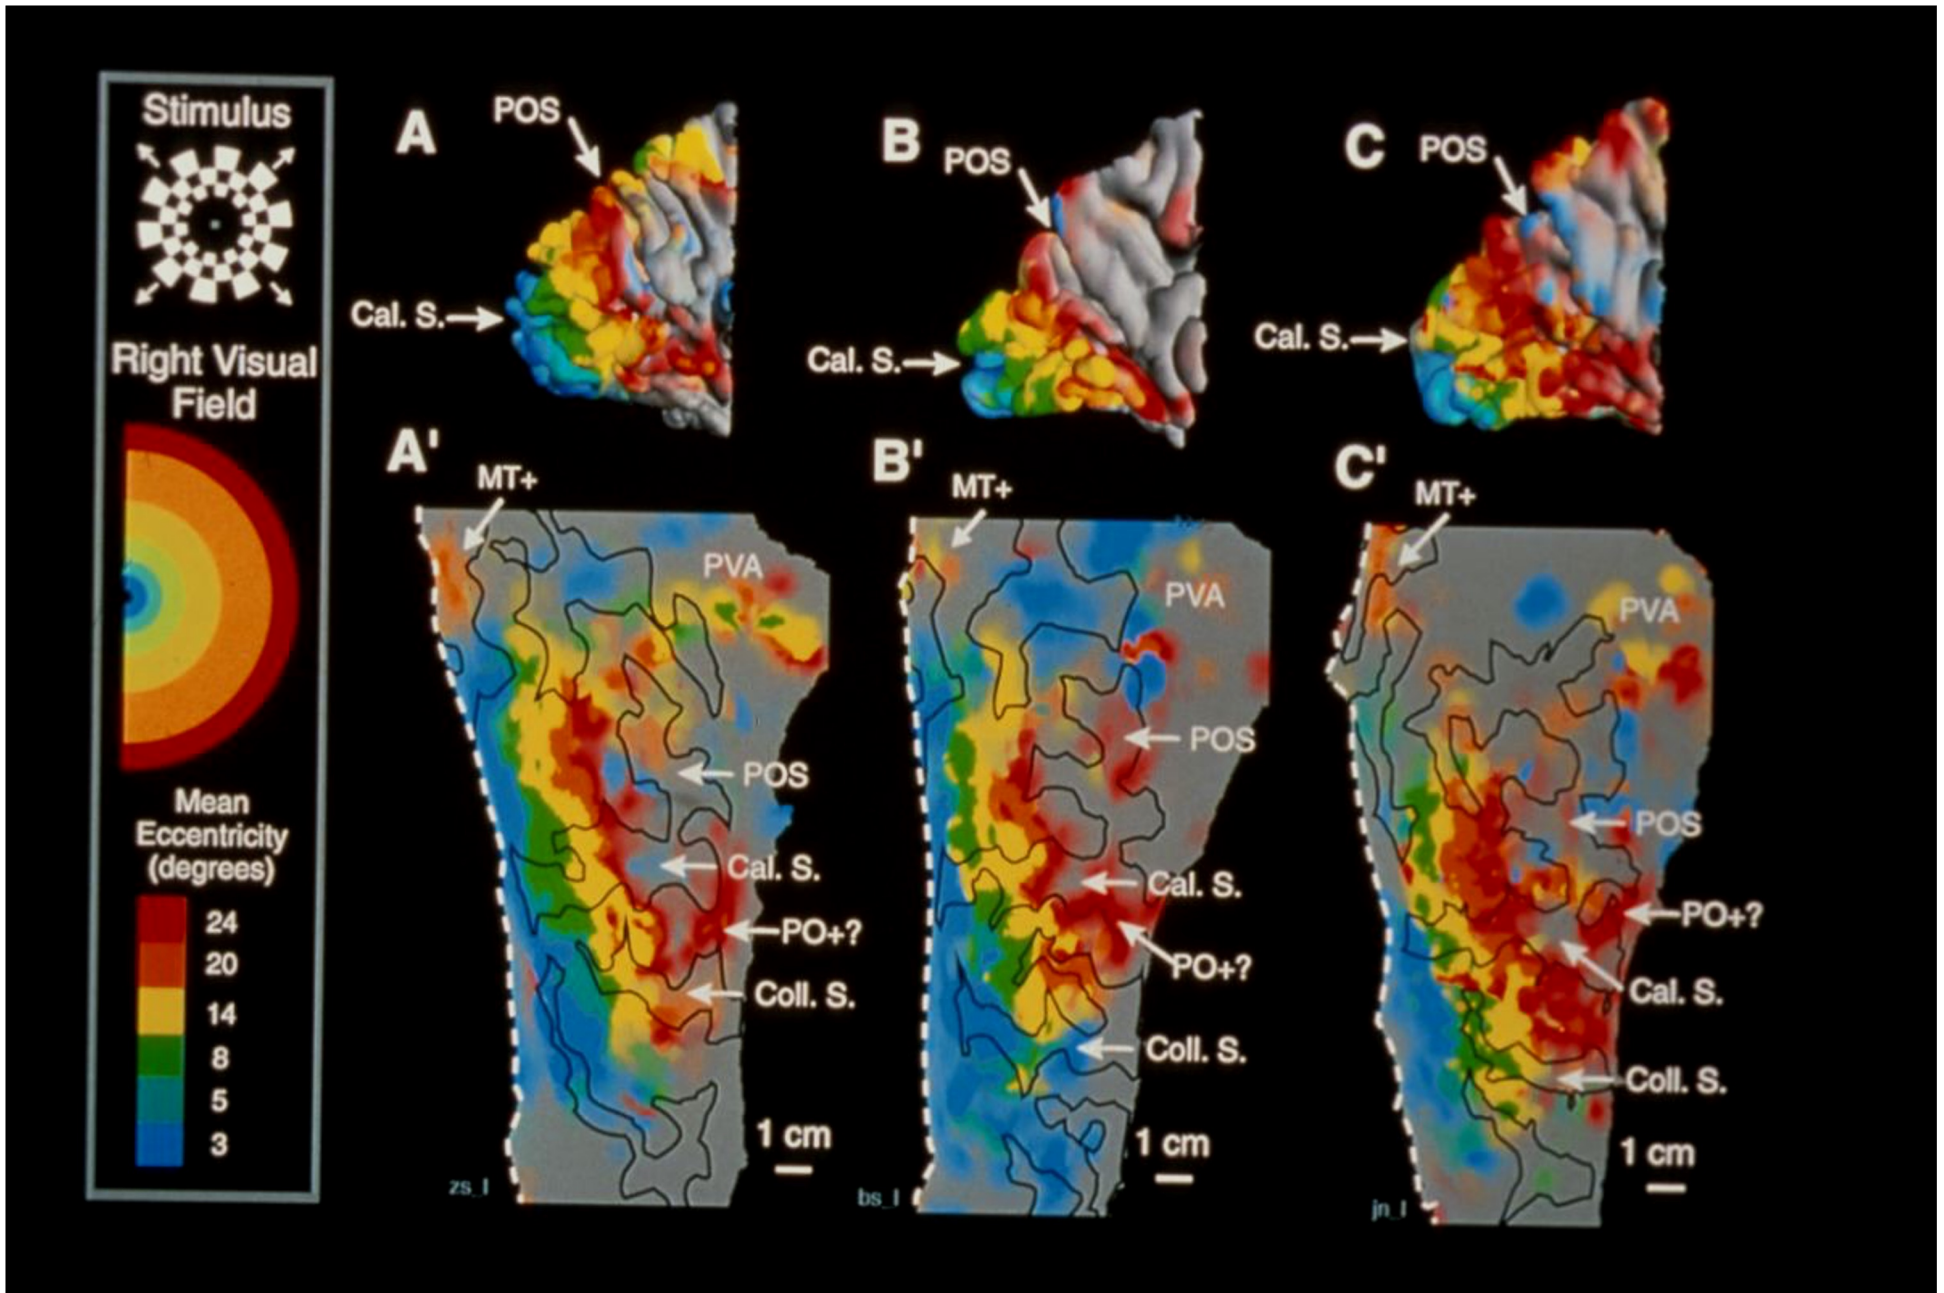 Stimulus
Right Visual
Field
Mean
Eccentricity
(degrees)
24
20
14
8
5
3
A
POS
Cal. S.
B
POS
Cal. S.
C
POS
Cal. S.
A'
MT+
PVA
POS
Cal. S.
PO+?
Coll. S.
1 cm
zs_l
B'
MT+
PVA
POS
Cal. S.
PO+?
Coll. S.
1 cm
bs_l
C'
MT+
PVA
POS
PO+?
Cal. S.
Coll. S.
1 cm
jn_l